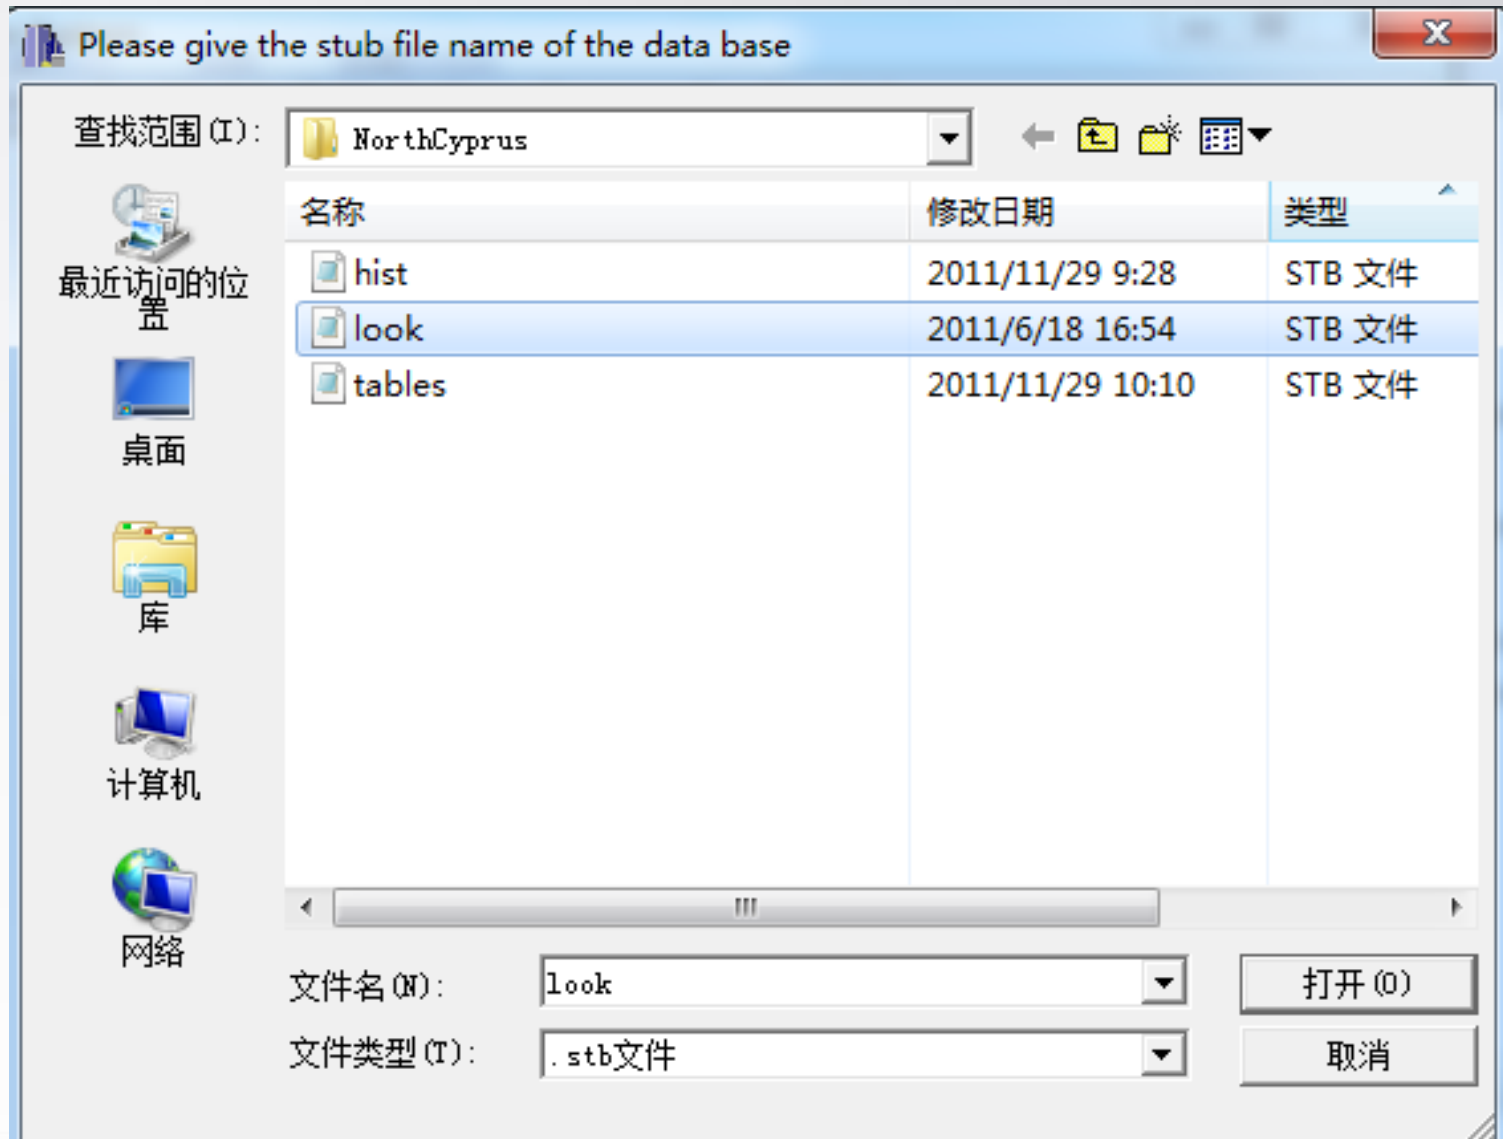 Please give the stub file name of the data base
查找范围(I):
NorthCyprus
名称 修改日期 类型
hist 2011/11/29 9:28 STB 文件
look 2011/6/18 16:54 STB 文件
tables 2011/11/29 10:10 STB 文件
最近访问的位
置
桌面
库
计算机
网络
文件名(N): look 打开(O)
文件类型(T): .stb文件 取消